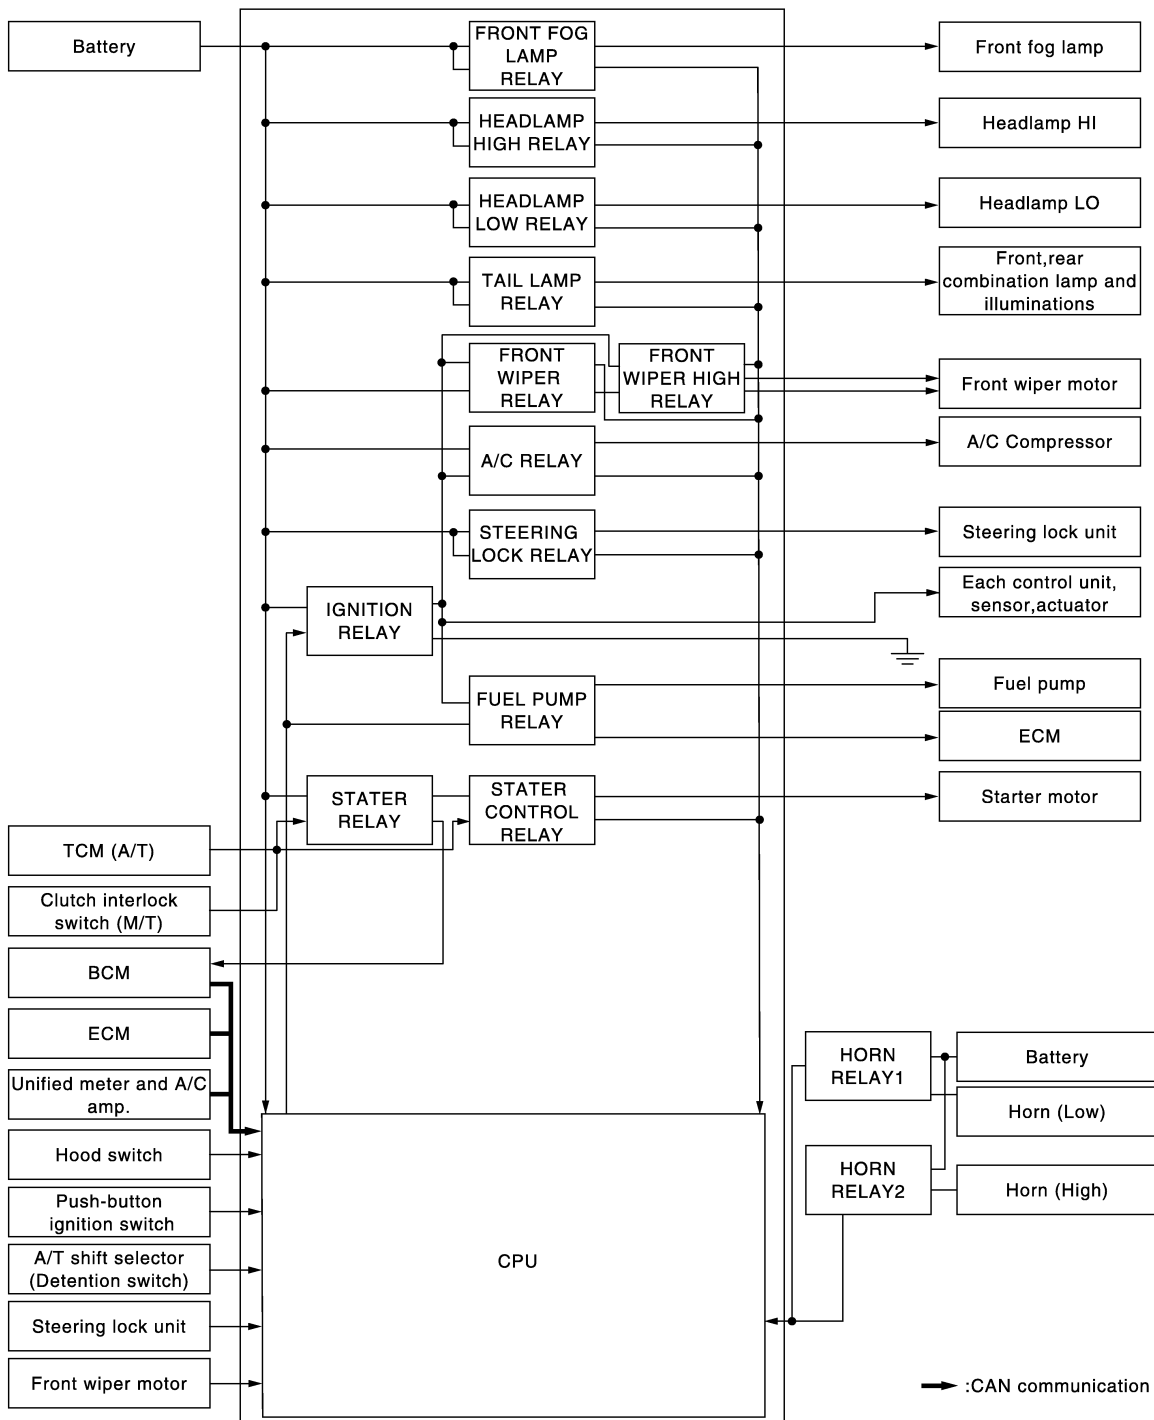 Battery
FRONT FOG
LAMP
RELAY
Front fog lamp
HEADLAMP
HIGH RELAY
Headlamp HI
HEADLAMP
LOW RELAY
Headlamp LO
TAIL LAMP
RELAY
Front,rear
combination lamp and
illuminations
FRONT
WIPER
RELAY
FRONT
WIPER HIGH
RELAY
Front wiper motor
A/C RELAY
A/C Compressor
STEERING
LOCK RELAY
Steering lock unit
IGNITION
RELAY
Each control unit,
sensor,actuator
FUEL PUMP
RELAY
Fuel pump
ECM
STATER
RELAY
STATER
CONTROL
RELAY
Starter motor
TCM (A/T)
Clutch interlock
switch (M/T)
BCM
ECM
Unified meter and A/C
amp.
Hood switch
Push-button
ignition switch
A/T shift selector
(Detention switch)
Steering lock unit
Front wiper motor
CPU
HORN
RELAY1
Battery
Horn (Low)
HORN
RELAY2
Horn (High)
:CAN communication